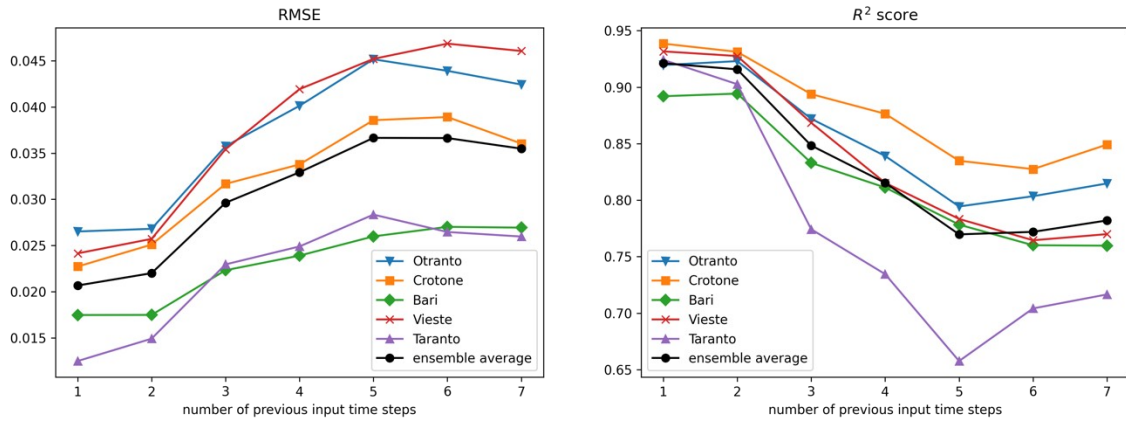 RMSE
0.045
0.040
0.035
0.030
0.025
0.020
0.015
Otranto
Crotone
Bari
Vieste
Taranto
ensemble average
1 2 3 4 5 6 7
number of previous input time steps
R² score
0.95
0.90
0.85
0.80
0.75
0.70
0.65
Otranto
Crotone
Bari
Vieste
Taranto
ensemble average
1 2 3 4 5 6 7
number of previous input time steps